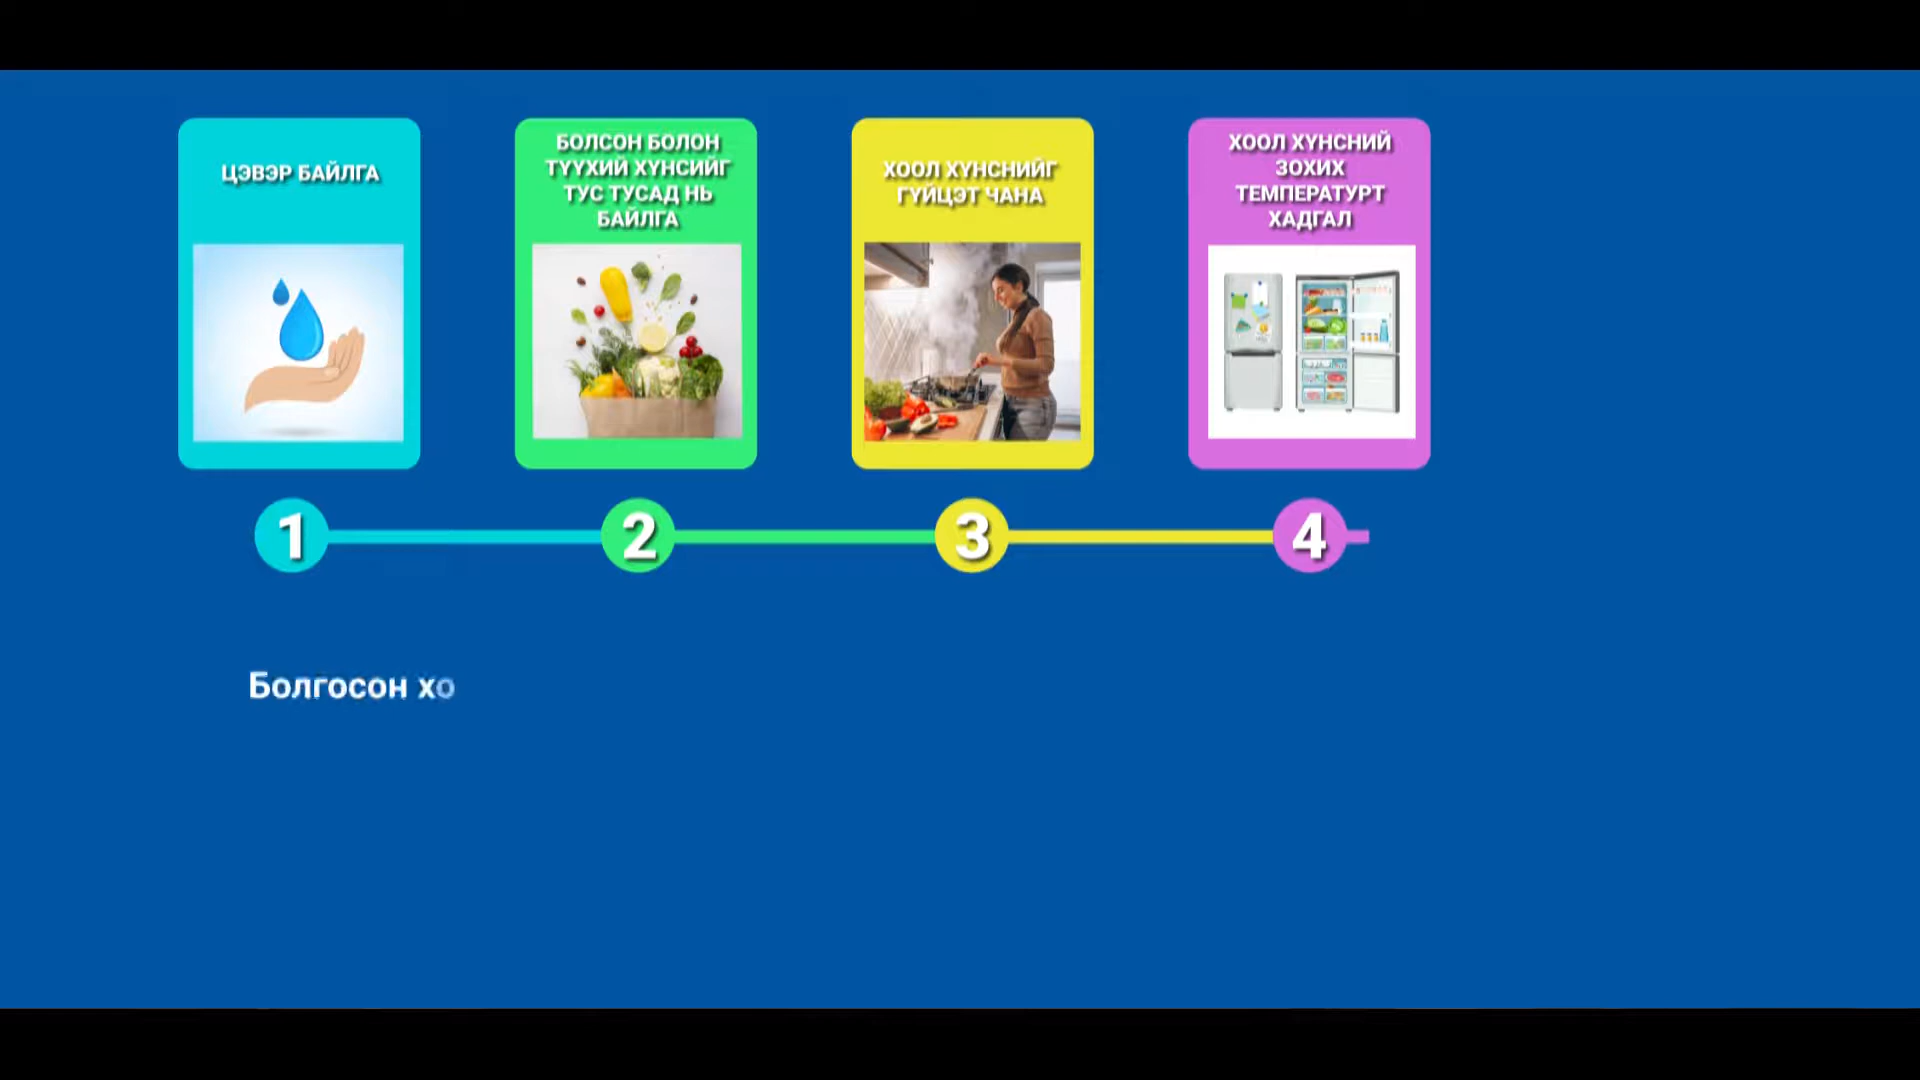 ЦЭВЭР БАЙЛГА
БОЛСОН БОЛОН
ТҮҮХИЙ ХҮНСИЙГ
ТУС ТУСАД НЬ
БАЙЛГА
ХООЛ ХҮНСНИЙГ
ГҮЙЦЭТ ЧАНА
ХООЛ ХҮНСНИЙ
ЗОХИХ
ТЕМПЕРАТУРТ
ХАДГАЛ
1
2
3
4
Болгосон хо